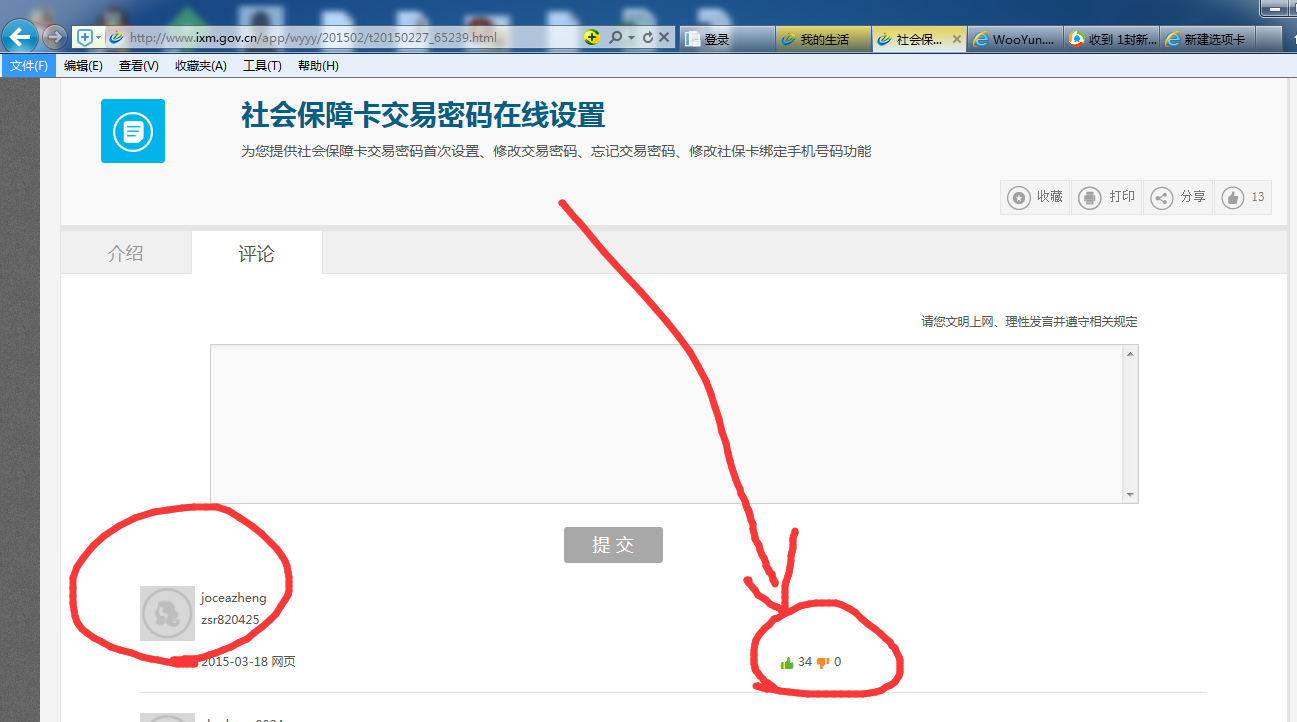 http://www.ixm.gov.cn/app/wyyy/201502/t20150227_65239.html
登录
我的生活
社会保...
WooYun....
收到 1封新...
新建选项卡
文件(F) 编辑(E) 查看(V) 收藏夹(A) 工具(T) 帮助(H)
社会保障卡交易密码在线设置
为您提供社会保障卡交易密码首次设置、修改交易密码、忘记交易密码、修改社保卡绑定手机号码功能
收藏 打印 分享 13
介绍 评论
请您文明上网、理性发言并遵守相关规定
提 交
joceazheng
zsr820425
2015-03-18 网页 34 0